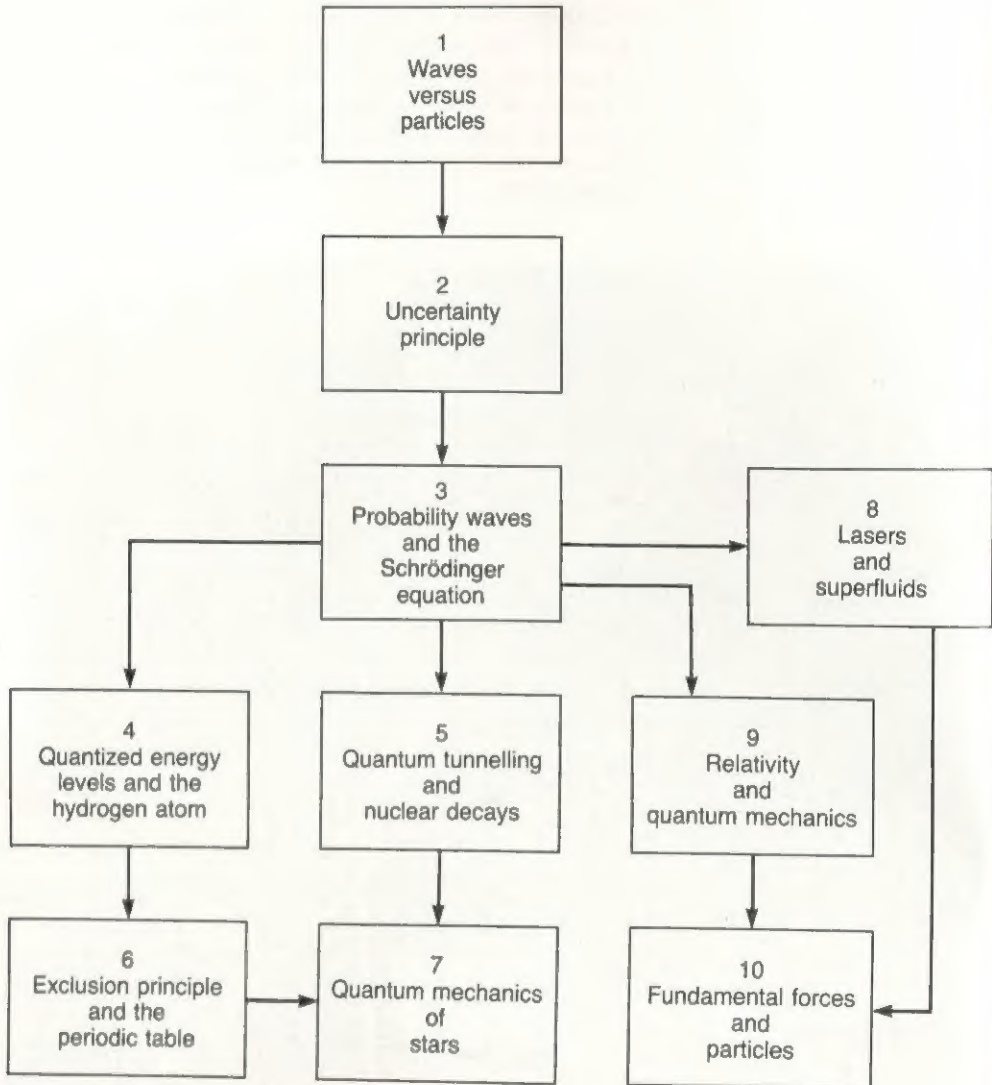 1
Waves
versus
particles
2
Uncertainty
principle
3
Probability waves
and the
Schrödinger
equation
8
Lasers
and
superfluids
4
Quantized energy
levels and the
hydrogen atom
5
Quantum tunnelling
and
nuclear decays
9
Relativity
and
quantum mechanics
6
Exclusion principle
and the
periodic table
7
Quantum mechanics
of
stars
10
Fundamental forces
and
particles